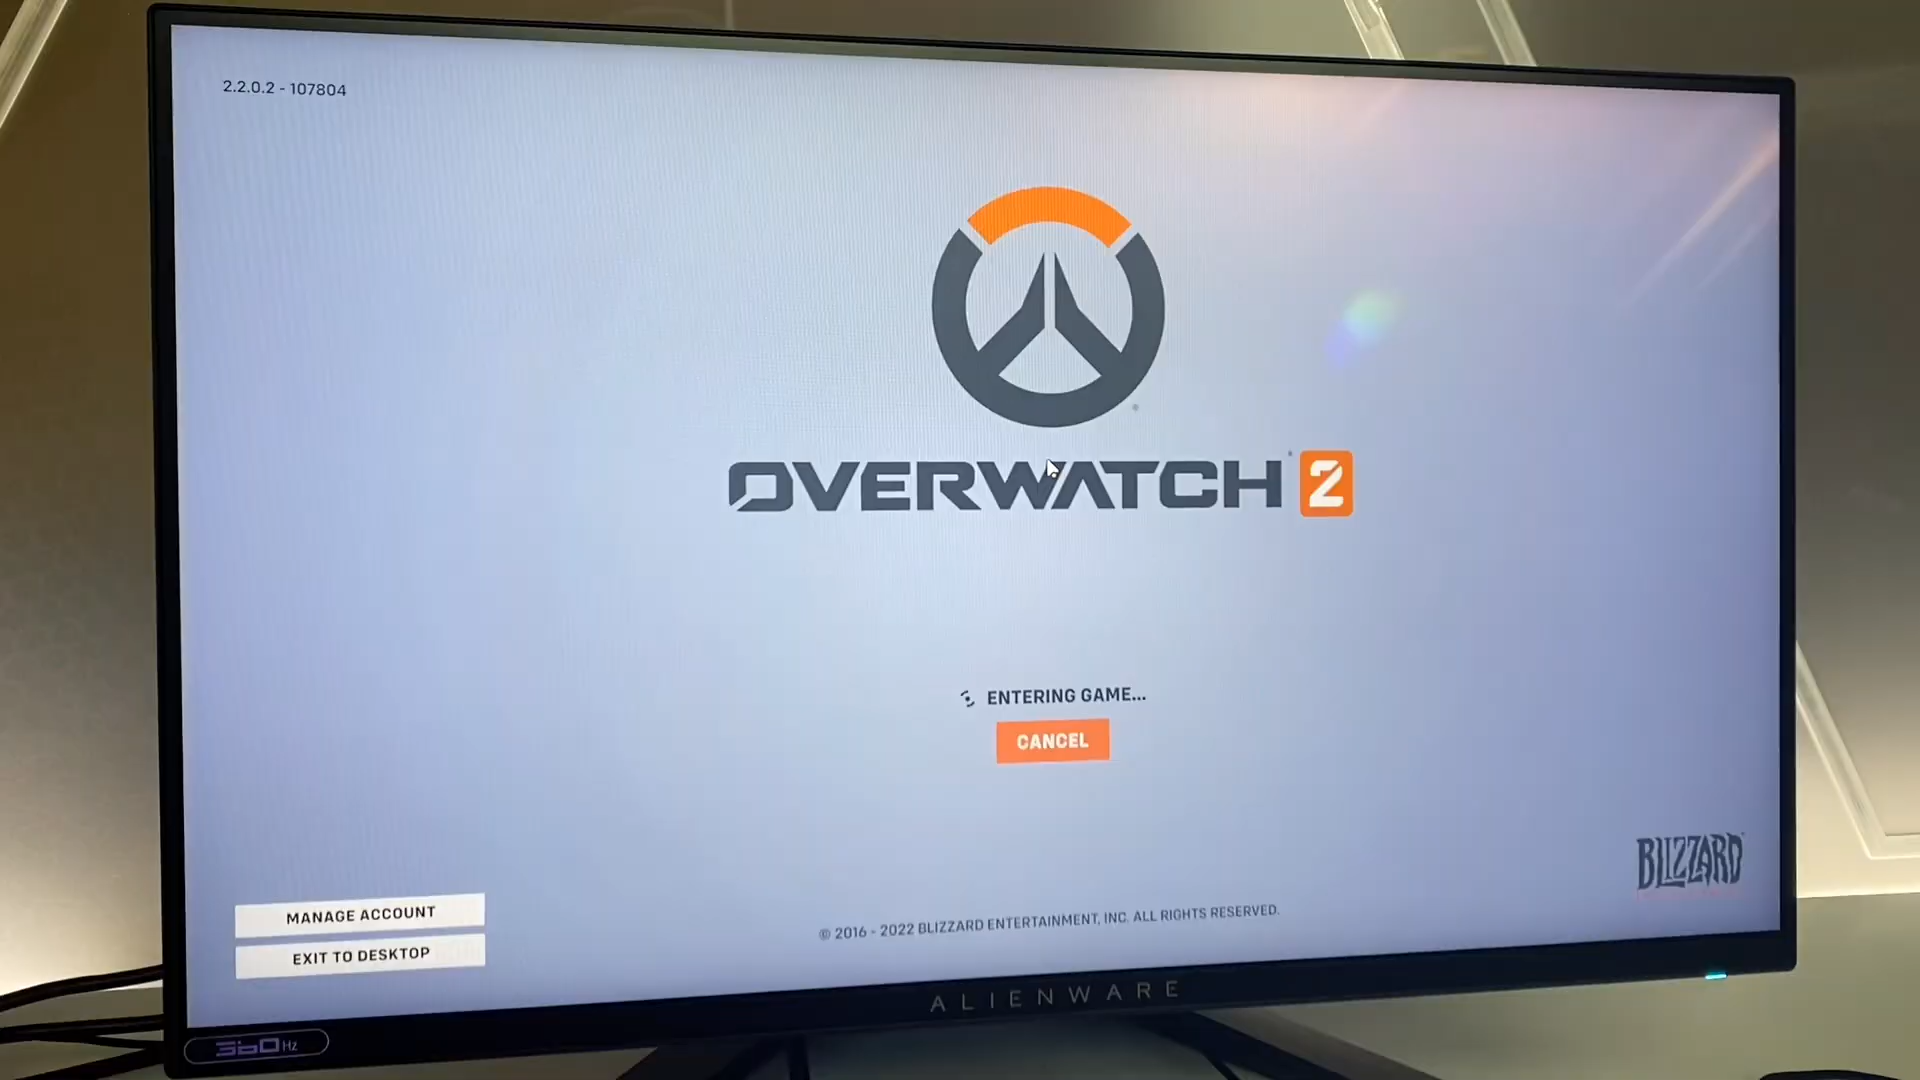 2.2.0.2 - 107804
OVERWATCH 2
ENTERING GAME...
CANCEL
BLIZZARD
MANAGE ACCOUNT
EXIT TO DESKTOP
© 2016 - 2022 BLIZZARD ENTERTAINMENT, INC. ALL RIGHTS RESERVED.
ALIENWARE
360Hz